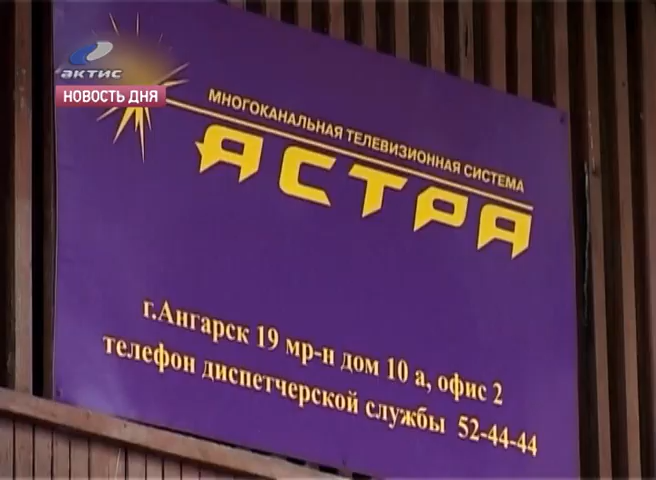 АКТИС
НОВОСТЬ ДНЯ
МНОГОКАНАЛЬНАЯ ТЕЛЕВИЗИОННАЯ СИСТЕМА
АСТРА
г.Ангарск 19 мр-н дом 10 а, офис 2
телефон диспетчерской службы 52-44-44